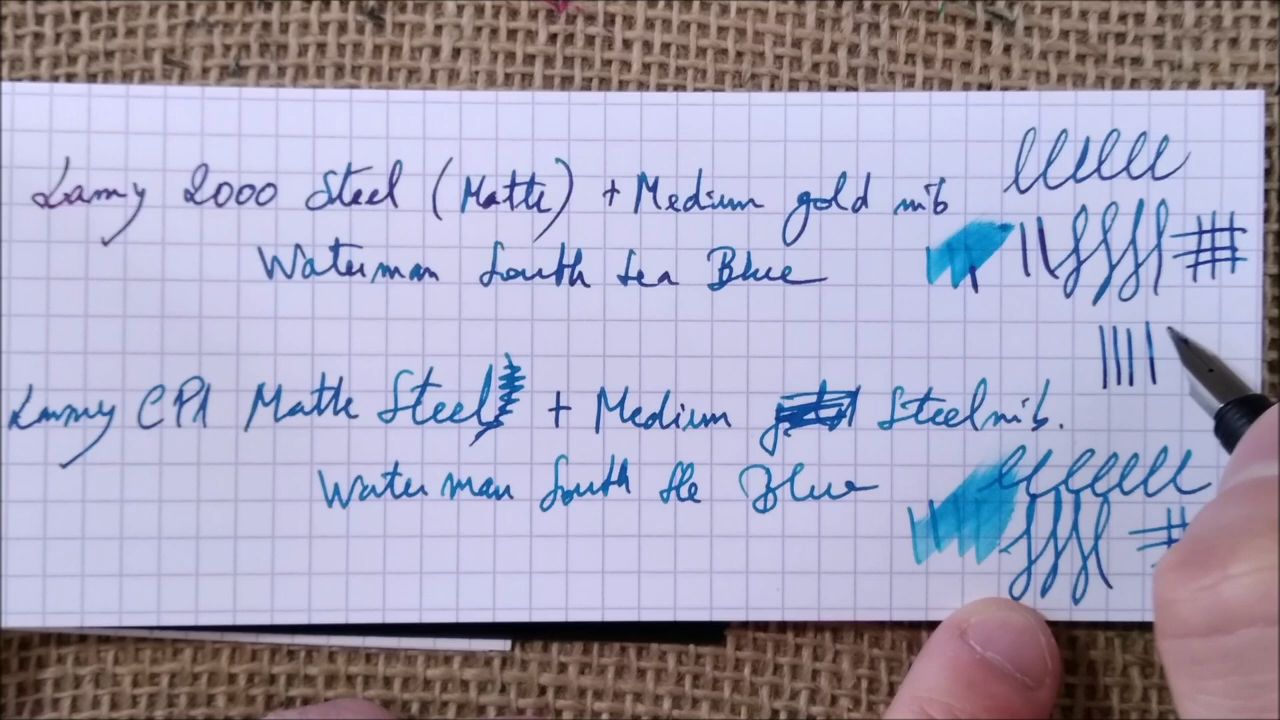 Lamy 2000 Steel (Matte) + Medium gold nib
Waterman South Sea Blue
Lamy CP1 Matte Steel + Medium Steel nib.
Waterman South Se Blue